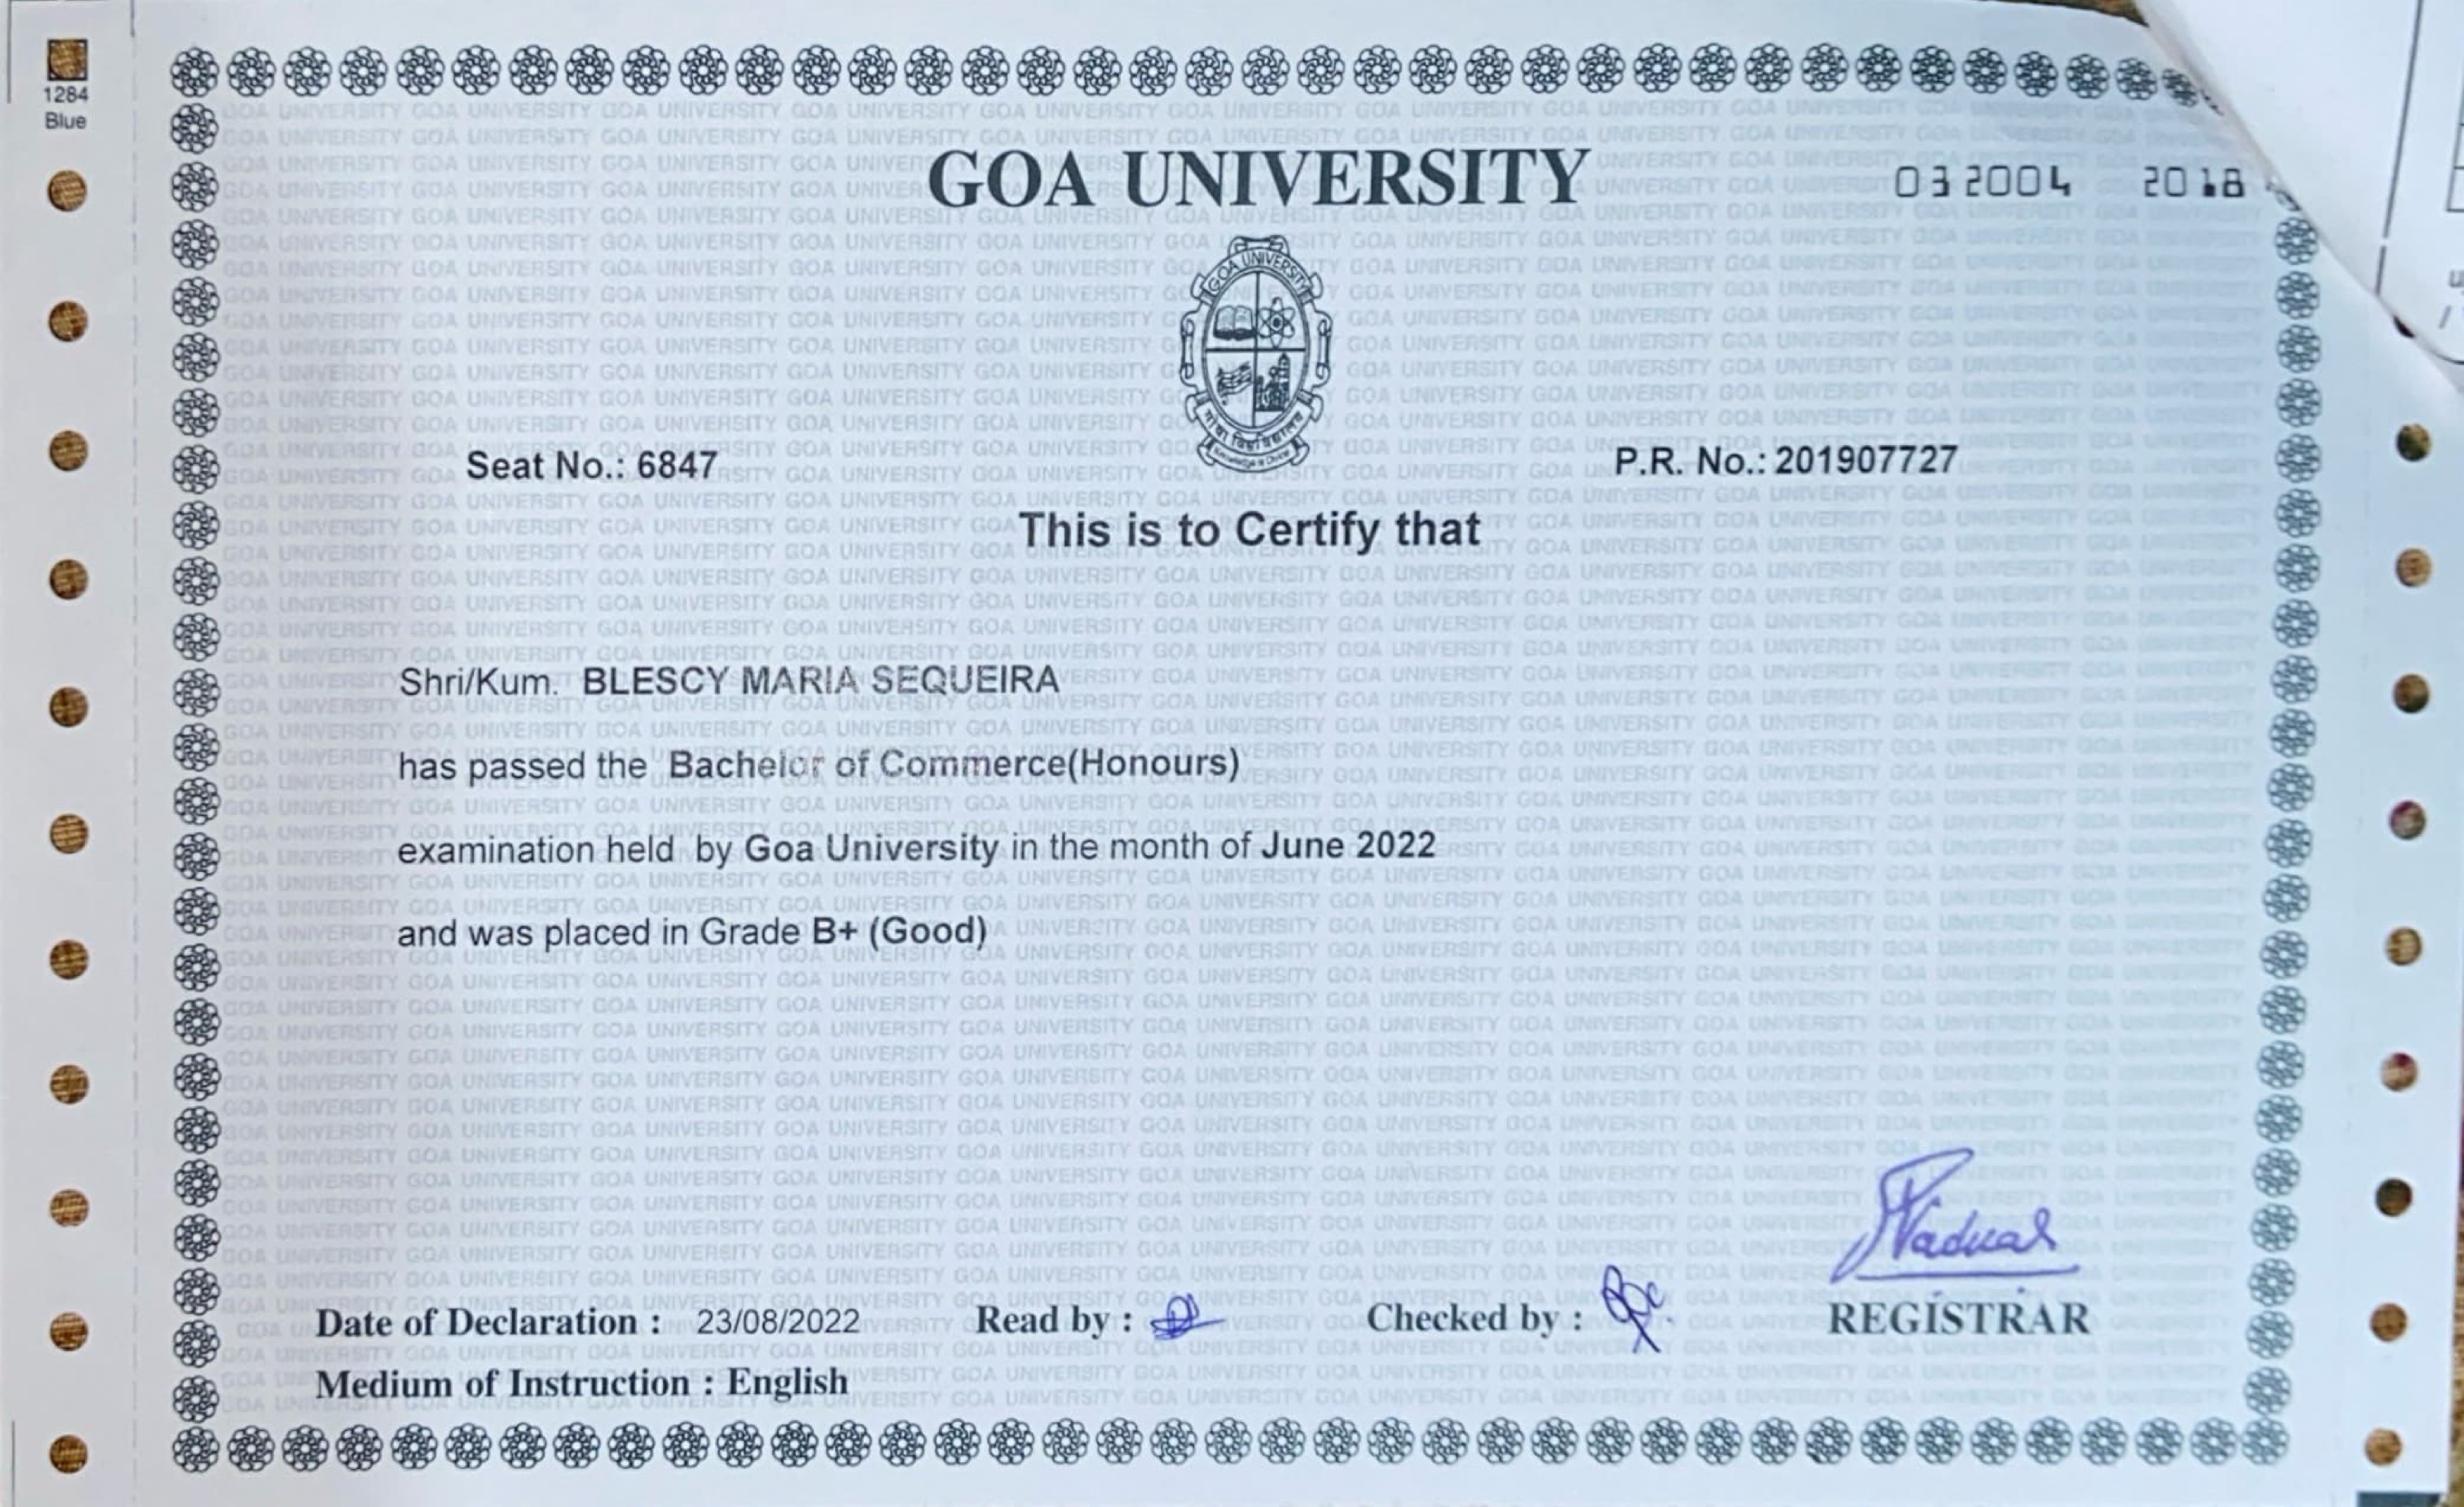 1284
Blue
GOA UNIVERSITY
032004 2018
GOA UNIVERSITY
Seat No.: 6847
P.R. No.: 201907727
This is to Certify that
Shri/Kum. BLESCY MARIA SEQUEIRA
has passed the Bachelor of Commerce(Honours)
examination held by Goa University in the month of June 2022
and was placed in Grade B+ (Good)
Date of Declaration : 23/08/2022 Read by : Checked by : REGISTRAR
Medium of Instruction : English